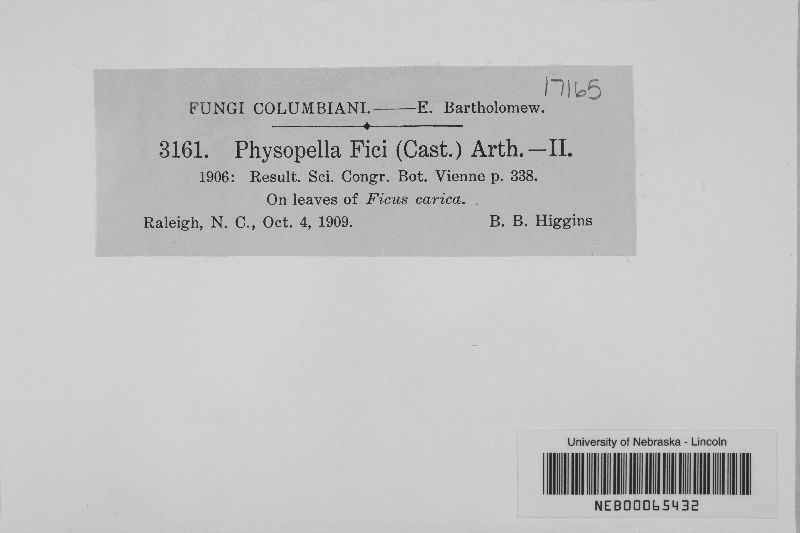 17165
FUNGI COLUMBIANI.——E. Bartholomew.
3161. Physopella Fici (Cast.) Arth.—II.
1906: Result. Sci. Congr. Bot. Vienne p. 338.
On leaves of Ficus carica.
Raleigh, N. C., Oct. 4, 1909. B. B. Higgins
University of Nebraska - Lincoln
NEB00065432